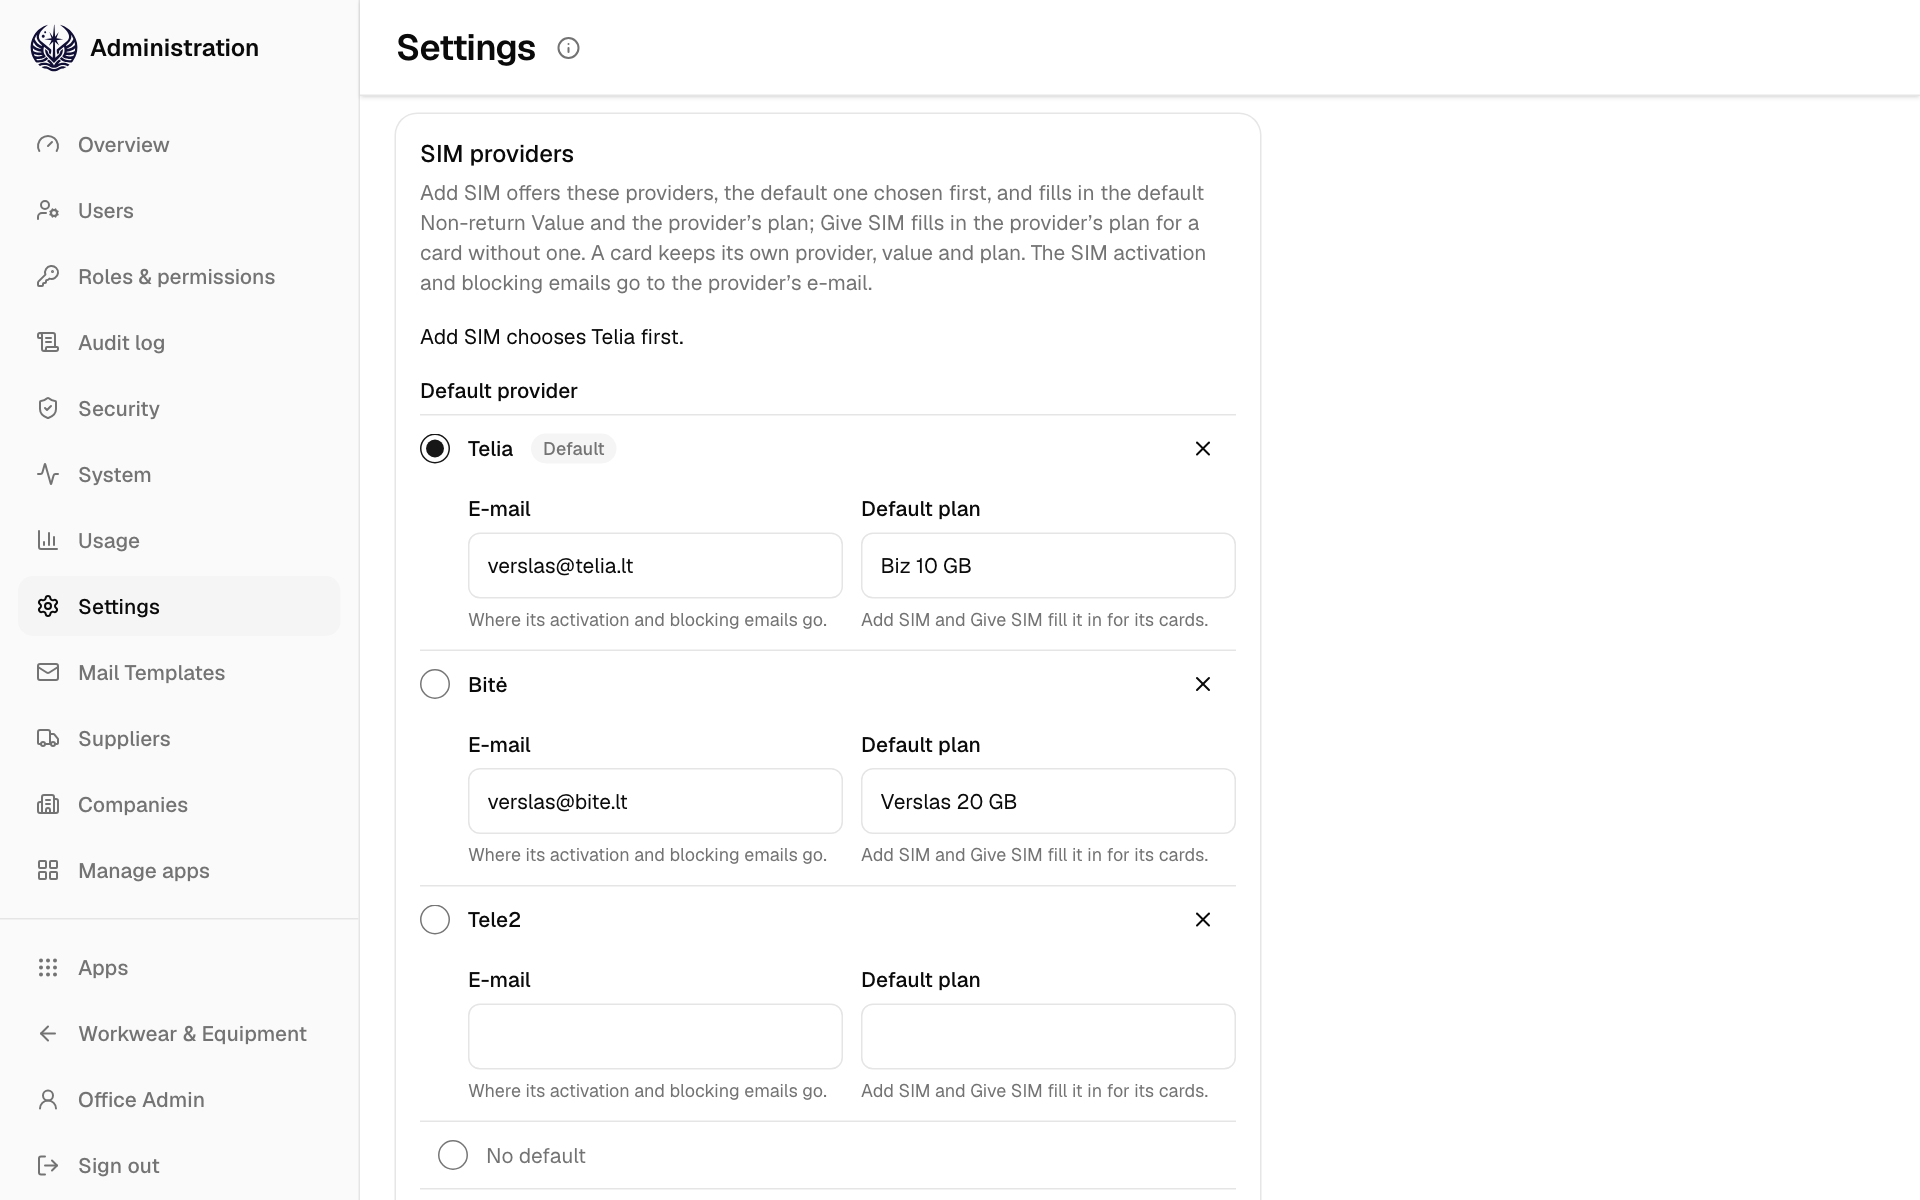 Administration
Settings
Overview
Users
Roles & permissions
Audit log
Security
System
Usage
Settings
Mail Templates
Suppliers
Companies
Manage apps
Apps
Workwear & Equipment
Office Admin
Sign out
SIM providers
Add SIM offers these providers, the default one chosen first, and fills in the default
Non-return Value and the provider’s plan; Give SIM fills in the provider’s plan for a
card without one. A card keeps its own provider, value and plan. The SIM activation
and blocking emails go to the provider’s e-mail.
Add SIM chooses Telia first.
Default provider
Telia Default
E-mail Default plan
verslas@telia.lt Biz 10 GB
Where its activation and blocking emails go. Add SIM and Give SIM fill it in for its cards.
Bitė
E-mail Default plan
verslas@bite.lt Verslas 20 GB
Where its activation and blocking emails go. Add SIM and Give SIM fill it in for its cards.
Tele2
E-mail Default plan
Where its activation and blocking emails go. Add SIM and Give SIM fill it in for its cards.
No default